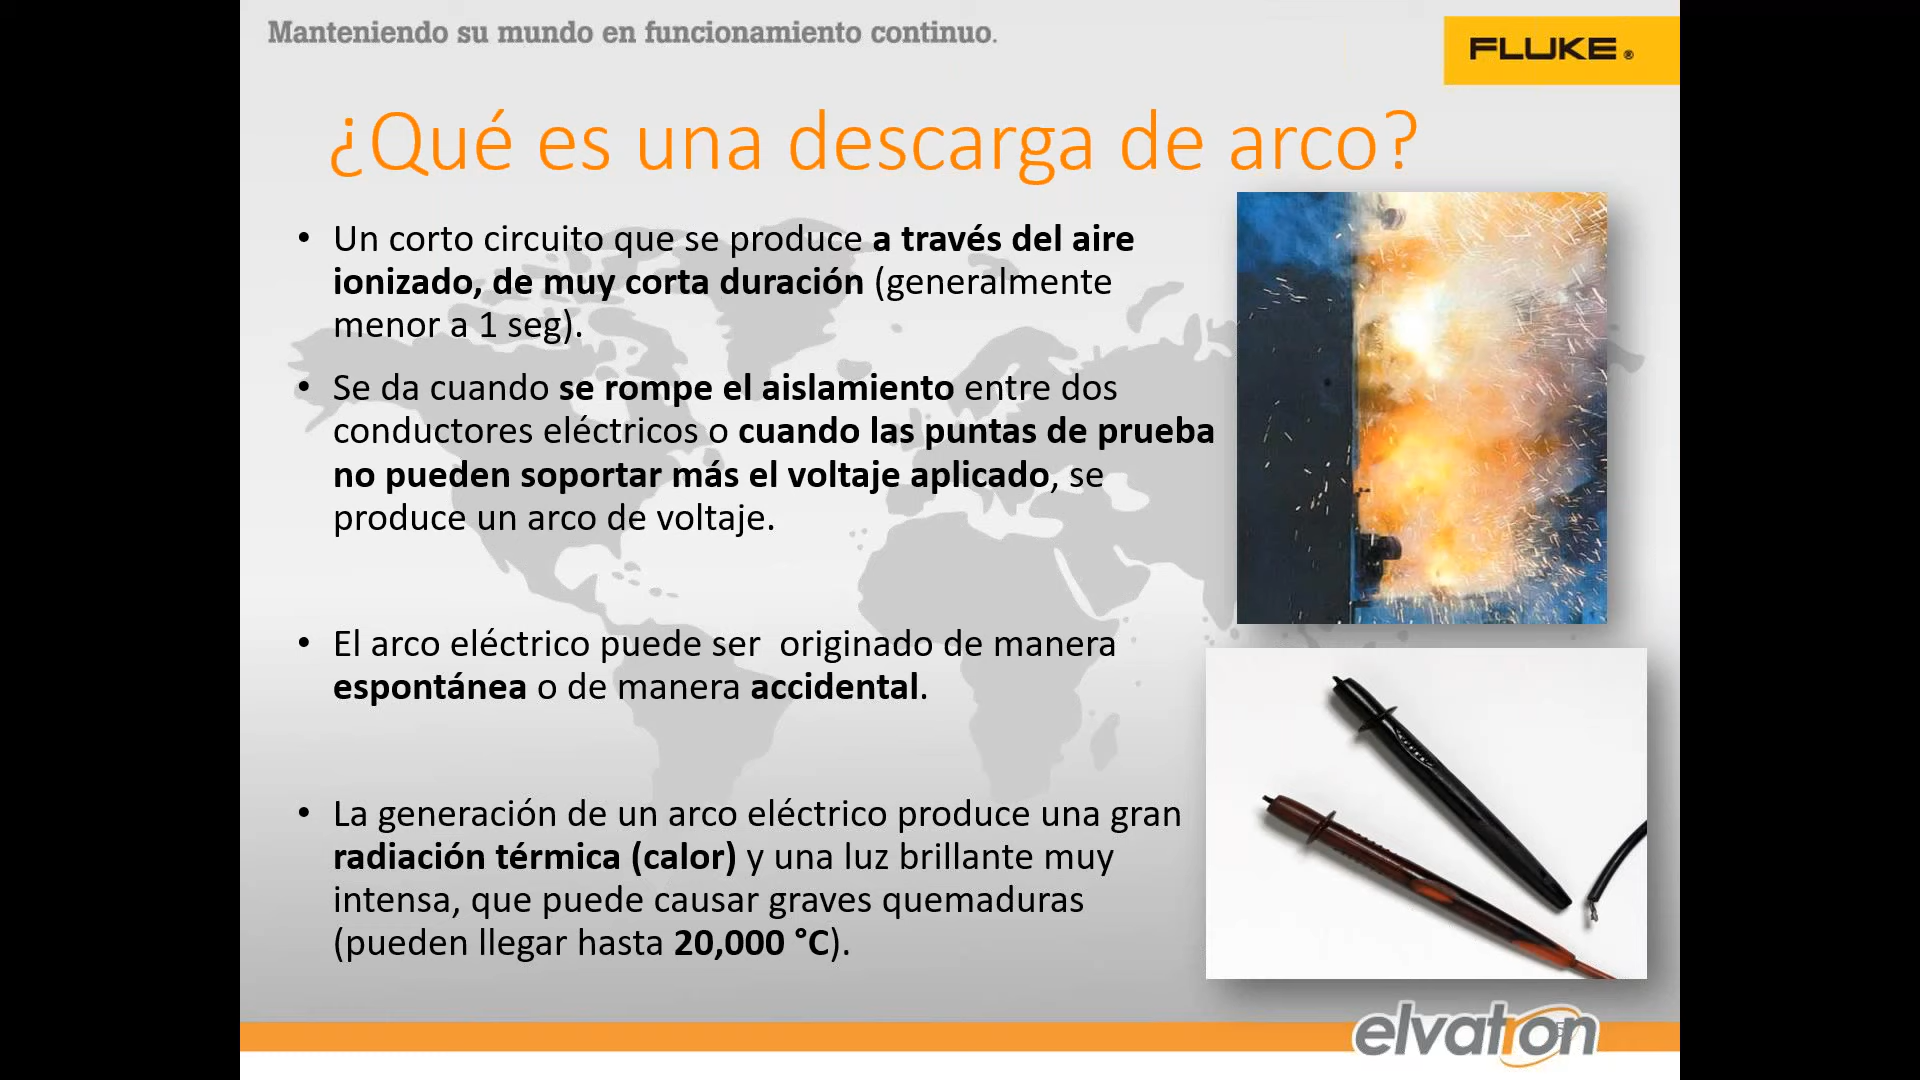 Manteniendo su mundo en funcionamiento continuo.
FLUKE®
¿Qué es una descarga de arco?
• Un corto circuito que se produce a través del aire
ionizado, de muy corta duración (generalmente
menor a 1 seg).
• Se da cuando se rompe el aislamiento entre dos
conductores eléctricos o cuando las puntas de prueba
no pueden soportar más el voltaje aplicado, se
produce un arco de voltaje.
• El arco eléctrico puede ser  originado de manera
espontánea o de manera accidental.
• La generación de un arco eléctrico produce una gran
radiación térmica (calor) y una luz brillante muy
intensa, que puede causar graves quemaduras
(pueden llegar hasta 20,000 °C).
elvatron